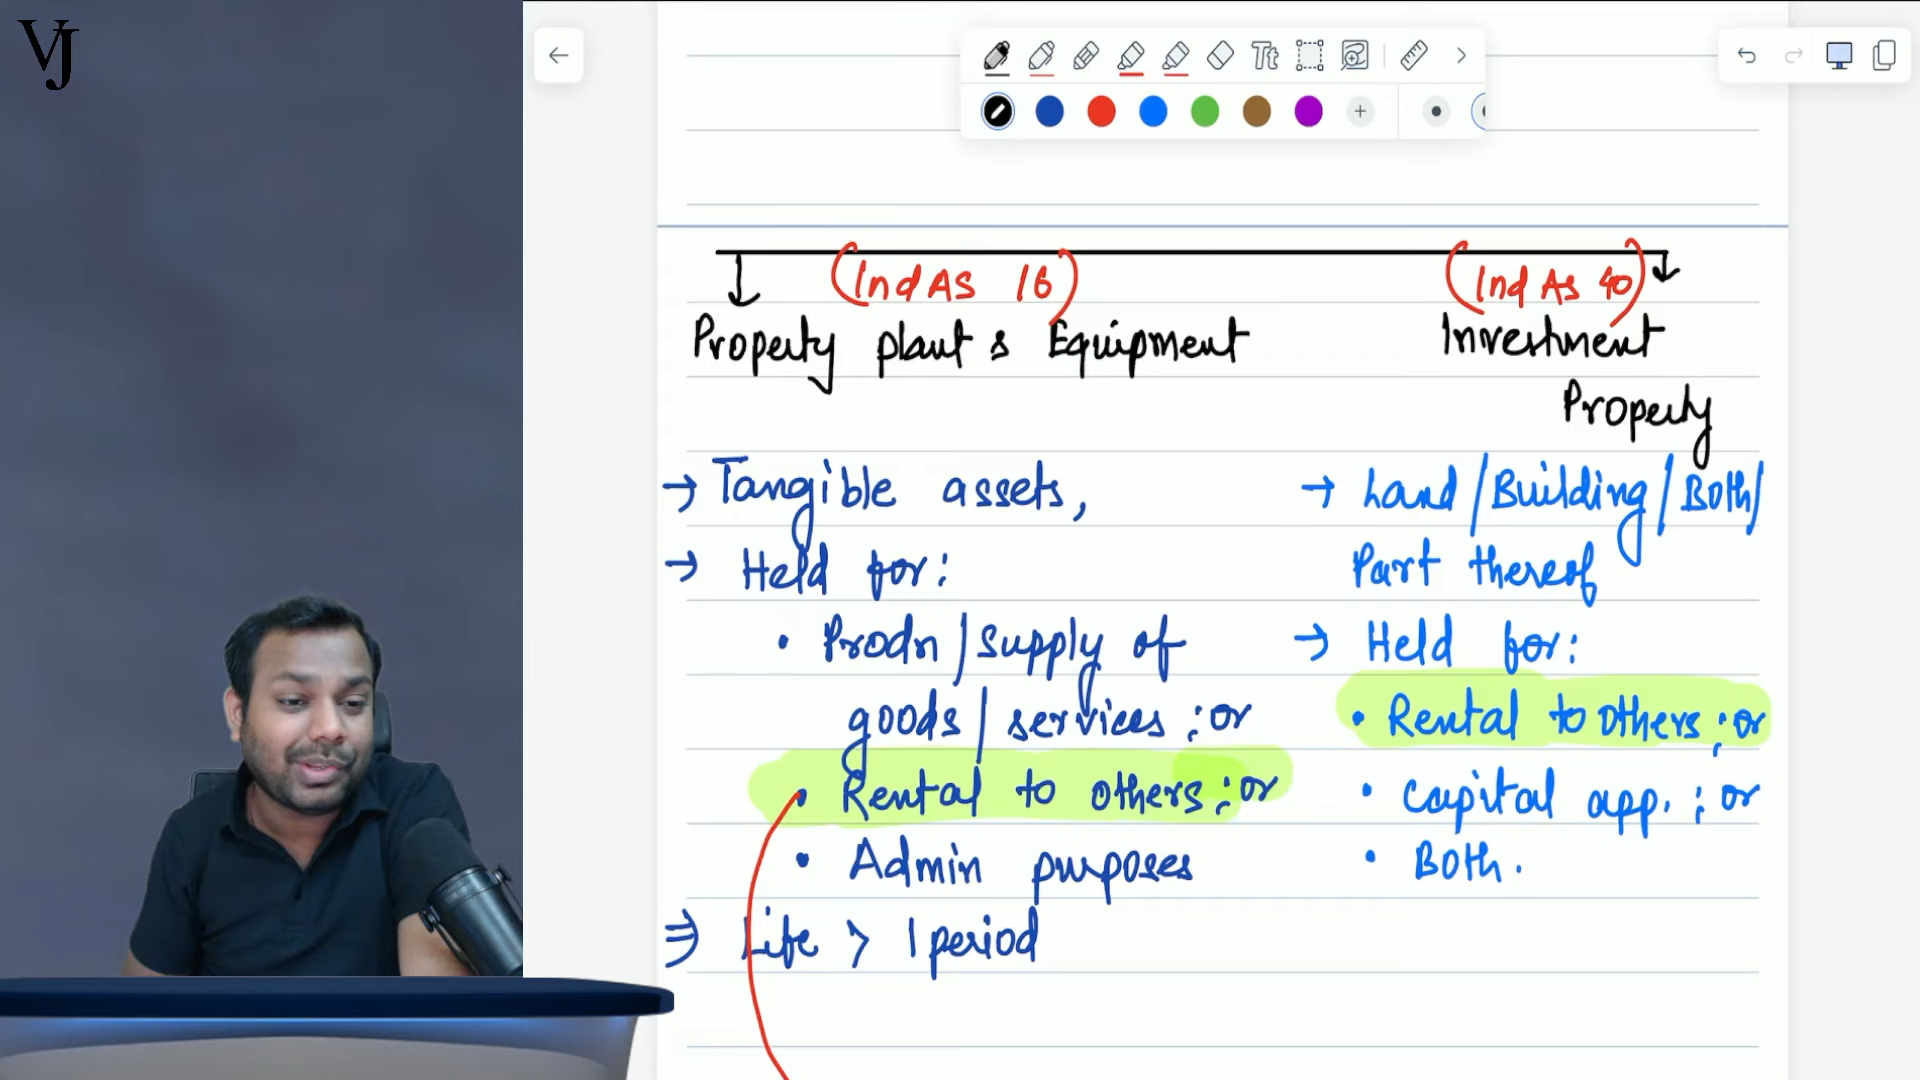 VJ
Tt
(Ind AS 16)
(Ind As 40)
Property plant & Equipment
Investment
Property
→ Tangible assets,
→ Held for:
• Prodn/supply of
goods/services ; or
• Rental to others ; or
• Admin purposes
⇒ Life > 1 period
→ Land/Building/Both/
Part thereof
→ Held for:
• Rental to others ; or
• Capital app. ; or
• Both.